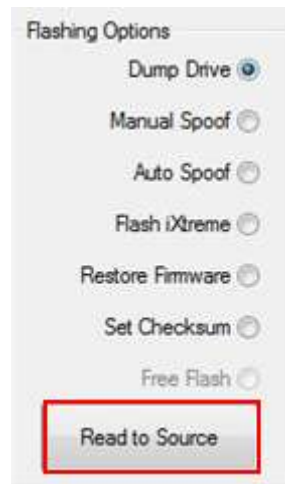 Flashing Options
Dump Drive
Manual Spoof
Auto Spoof
Flash iXtreme
Restore Firmware
Set Checksum
Free Flash
Read to Source